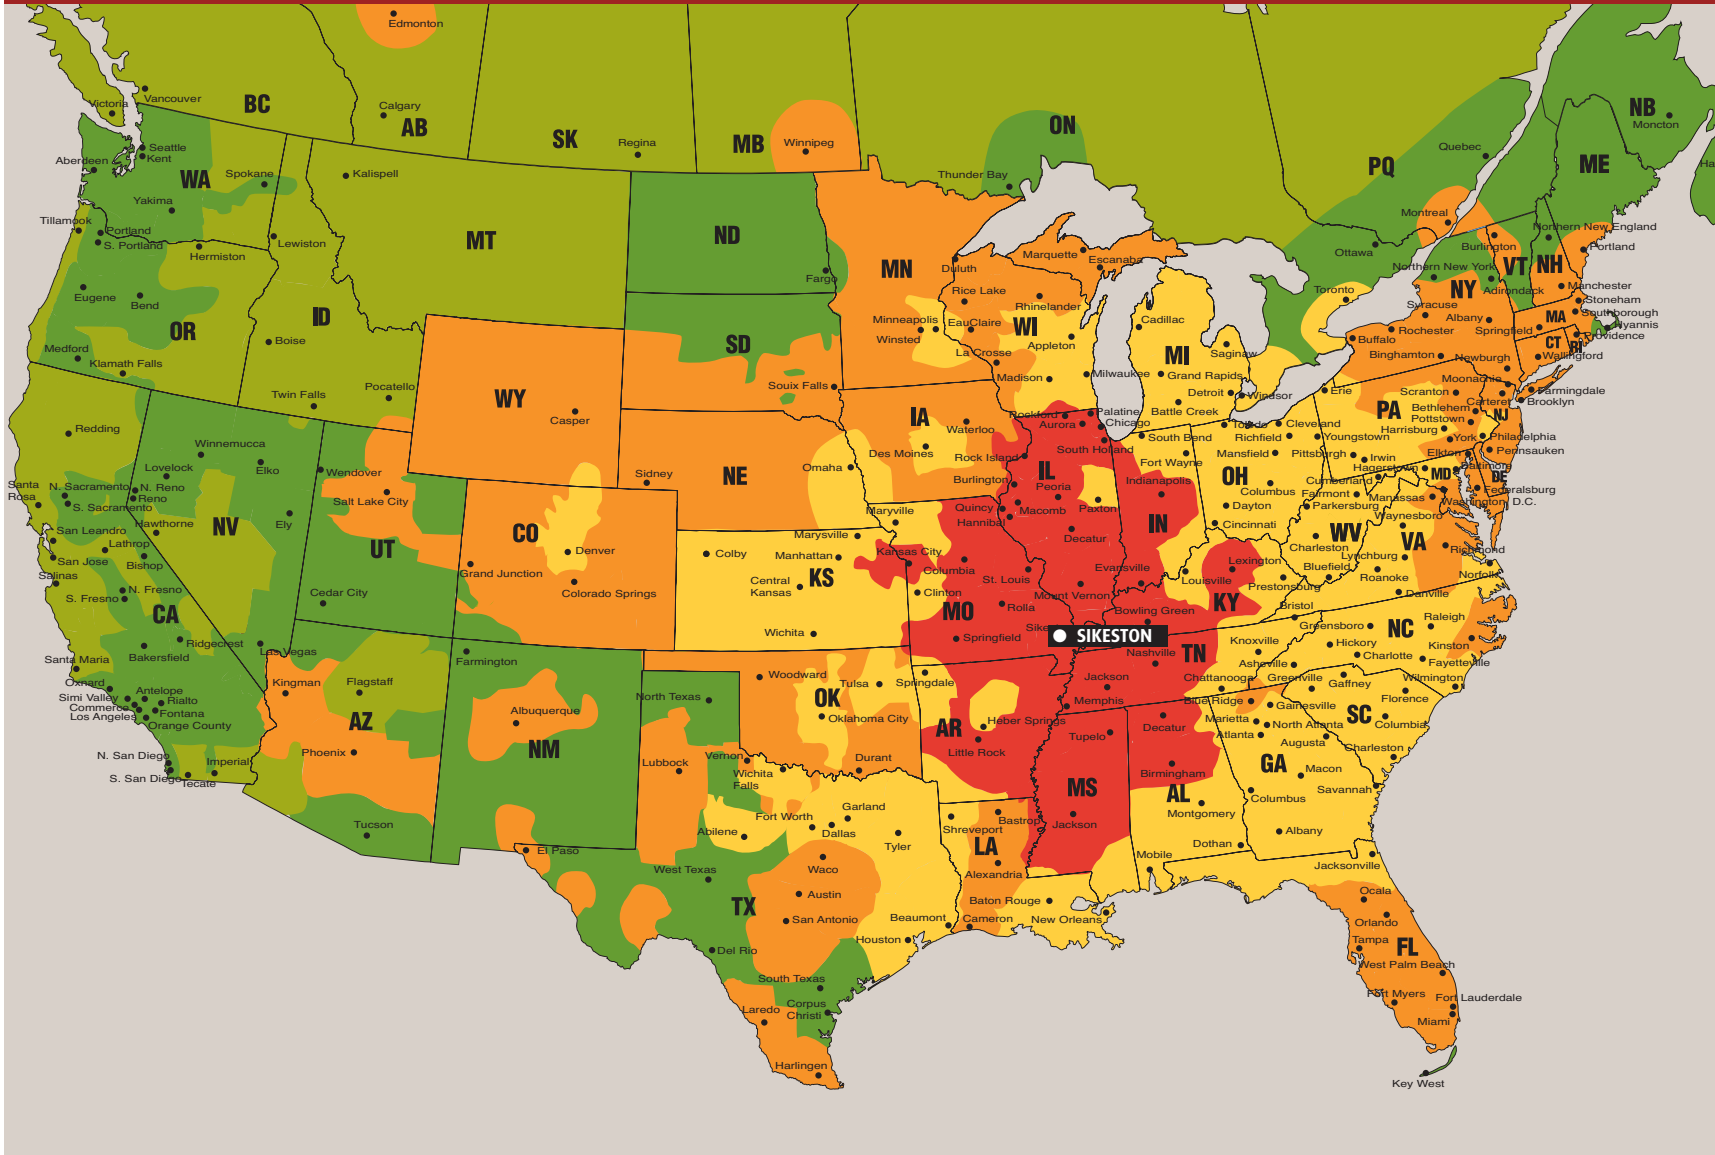 Edmonton
Vancouver
Victoria
BC
Calgary
AB
SK
Regina
MB
Winnipeg
ON
Thunder Bay
PQ
Quebec
NB
Moncton
ME
Ha
Montreal
Ottawa
Toronto
Seattle
Kent
Aberdeen
WA
Spokane
Yakima
Tillamook
Portland
S. Portland
Hermiston
Lewiston
Kalispell
MT
Eugene
Bend
OR
ID
Boise
Medford
Klamath Falls
Twin Falls
Pocatello
ND
Fargo
SD
Souix Falls
MN
Duluth
Minneapolis
Winsted
Marquette
Escanaba
Rice Lake
Rhinelander
EauClaire
WI
Appleton
La Crosse
Madison
Milwaukee
Cadillac
MI
Saginaw
Grand Rapids
Detroit
Windsor
Battle Creek
WY
Casper
Redding
Winnemucca
Lovelock
Elko
N. Reno
Reno
Santa
Rosa
N. Sacramento
S. Sacramento
Hawthorne
NV
Ely
San Leandro
Lathrop
San Jose
Bishop
Salinas
N. Fresno
S. Fresno
CA
Ridgecrest
Bakersfield
Las Vegas
Santa Maria
Oxnard
Antelope
Simi Valley
Rialto
Commerce
Fontana
Los Angeles
Orange County
N. San Diego
S. San Diego
Tecate
Imperial
Wendover
Salt Lake City
UT
Cedar City
CO
Denver
Grand Junction
Colorado Springs
Sidney
NE
Omaha
IA
Waterloo
Des Moines
Colby
Marysville
Manhattan
Central
Kansas
KS
Wichita
Maryville
Kansas City
Columbia
Clinton
MO
St. Louis
Rolla
Springfield
Sike
SIKESTON
Rockford
Aurora
Palatine
Chicago
South Holland
Rock Island
IL
Burlington
Peoria
Quincy
Macomb
Hannibal
Paxton
Decatur
Mount Vernon
South Bend
Fort Wayne
Indianapolis
IN
Evansville
Toledo
Cleveland
Richfield
Mansfield
Youngstown
OH
Columbus
Dayton
Cincinnati
Erie
PA
Pittsburgh
Irwin
Scranton
Bethlehem
Pottstown
Harrisburg
York
Philadelphia
Pennsauken
Elkton
Hagerstown
Baltimore
MD
DE
Cumberland
Fairmont
Parkersburg
Manassas
Washington D.C.
Federalsburg
Waynesboro
WV
VA
Charleston
Lynchburg
Richmond
Bluefield
Roanoke
Norfolk
Danville
Bristol
Northern New England
Portland
Burlington
VT
NH
Northern New York
Adirondack
NY
Syracuse
Albany
Rochester
Buffalo
Binghamton
Newburgh
Manchester
Stoneham
Southborough
Hyannis
MA
Springfield
Providence
CT
RI
Wallingford
Moonachie
Farmingdale
Carteret
Brooklyn
NJ
Lexington
Louisville
Prestonsburg
KY
Bowling Green
Nashville
TN
Knoxville
Jackson
Memphis
Chattanooga
Greensboro
Raleigh
NC
Hickory
Kinston
Charlotte
Fayetteville
Asheville
Wilmington
Greenville
Gaffney
Florence
SC
Columbia
Charleston
Blue Ridge
Gainesville
Marietta
North Atlanta
Atlanta
Augusta
GA
Macon
Savannah
Columbus
Albany
Kingman
Flagstaff
AZ
Phoenix
Tucson
Farmington
Albuquerque
NM
El Paso
Woodward
OK
Tulsa
Oklahoma City
Durant
Springdale
AR
Heber Springs
Little Rock
North Texas
Lubbock
Vernon
Wichita
Falls
Fort Worth
Garland
Dallas
Abilene
Tyler
West Texas
Waco
TX
Austin
San Antonio
Del Rio
Beaumont
Houston
South Texas
Corpus
Christi
Laredo
Harlingen
Shreveport
Bastrop
LA
Alexandria
Baton Rouge
Cameron
New Orleans
Tupelo
MS
Jackson
Decatur
Birmingham
AL
Montgomery
Dothan
Mobile
Jacksonville
Ocala
Orlando
Tampa
FL
West Palm Beach
Fort Myers
Fort Lauderdale
Miami
Key West